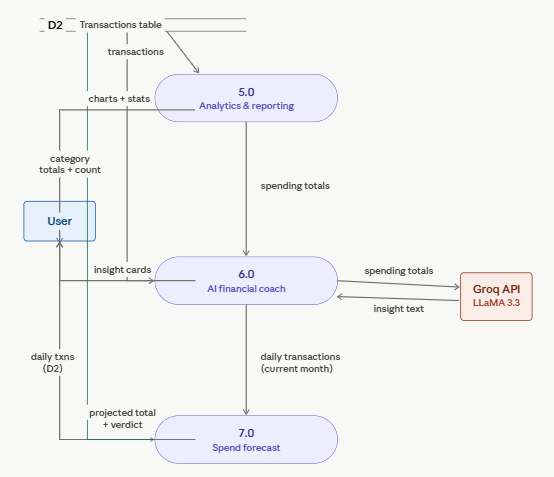 D2 Transactions table
transactions
5.0
Analytics & reporting
charts + stats
category
totals + count
spending totals
User
insight cards
6.0
AI financial coach
spending totals
insight text
Groq API
LLaMA 3.3
daily txns
(D2)
daily transactions
(current month)
projected total
+ verdict
7.0
Spend forecast